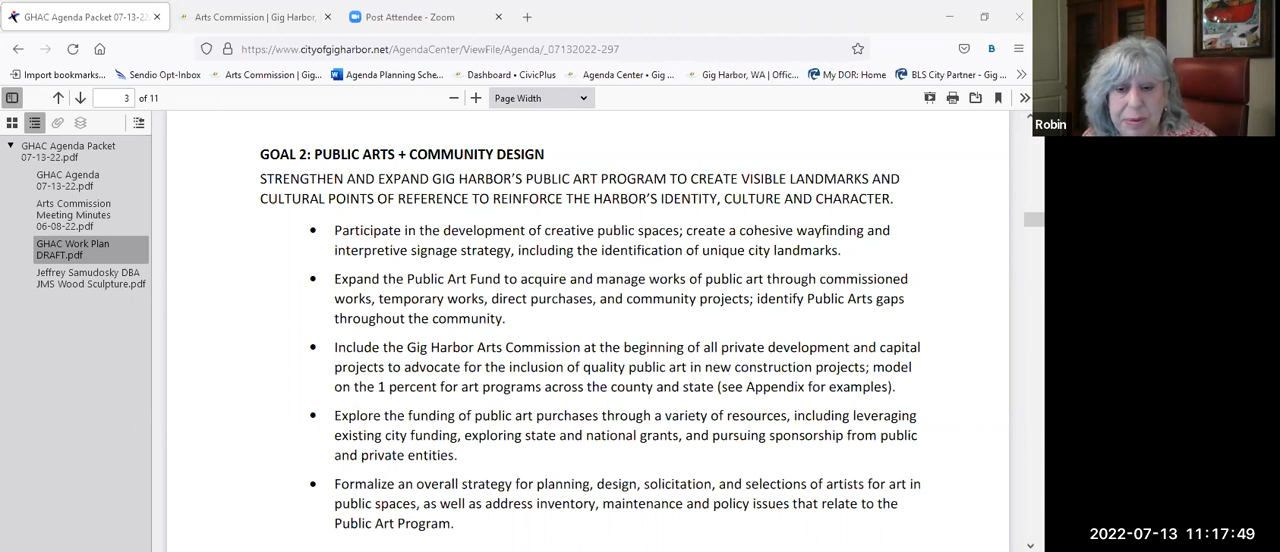 GHAC Agenda Packet 07-13-22.
Arts Commission | Gig Harbor,
Post Attendee - Zoom
https://www.cityofgigharbor.net/AgendaCenter/ViewFile/Agenda/_07132022-297
Import bookmarks...
Sendio Opt-Inbox
Arts Commission | Gig...
Agenda Planning Sche...
Dashboard • CivicPlus
Agenda Center • Gig ...
Gig Harbor, WA | Offic...
My DOR: Home
BLS City Partner - Gig ...
3 of 11
Page Width
GHAC Agenda Packet
07-13-22.pdf
GHAC Agenda
07-13-22.pdf
Arts Commission
Meeting Minutes
06-08-22.pdf
GHAC Work Plan
DRAFT.pdf
Jeffrey Samudosky DBA
JMS Wood Sculpture.pdf
GOAL 2: PUBLIC ARTS + COMMUNITY DESIGN
STRENGTHEN AND EXPAND GIG HARBOR'S PUBLIC ART PROGRAM TO CREATE VISIBLE LANDMARKS AND
CULTURAL POINTS OF REFERENCE TO REINFORCE THE HARBOR'S IDENTITY, CULTURE AND CHARACTER.
• Participate in the development of creative public spaces; create a cohesive wayfinding and
interpretive signage strategy, including the identification of unique city landmarks.
• Expand the Public Art Fund to acquire and manage works of public art through commissioned
works, temporary works, direct purchases, and community projects; identify Public Arts gaps
throughout the community.
• Include the Gig Harbor Arts Commission at the beginning of all private development and capital
projects to advocate for the inclusion of quality public art in new construction projects; model
on the 1 percent for art programs across the county and state (see Appendix for examples).
• Explore the funding of public art purchases through a variety of resources, including leveraging
existing city funding, exploring state and national grants, and pursuing sponsorship from public
and private entities.
• Formalize an overall strategy for planning, design, solicitation, and selections of artists for art in
public spaces, as well as address inventory, maintenance and policy issues that relate to the
Public Art Program.
Robin
2022-07-13 11:17:49